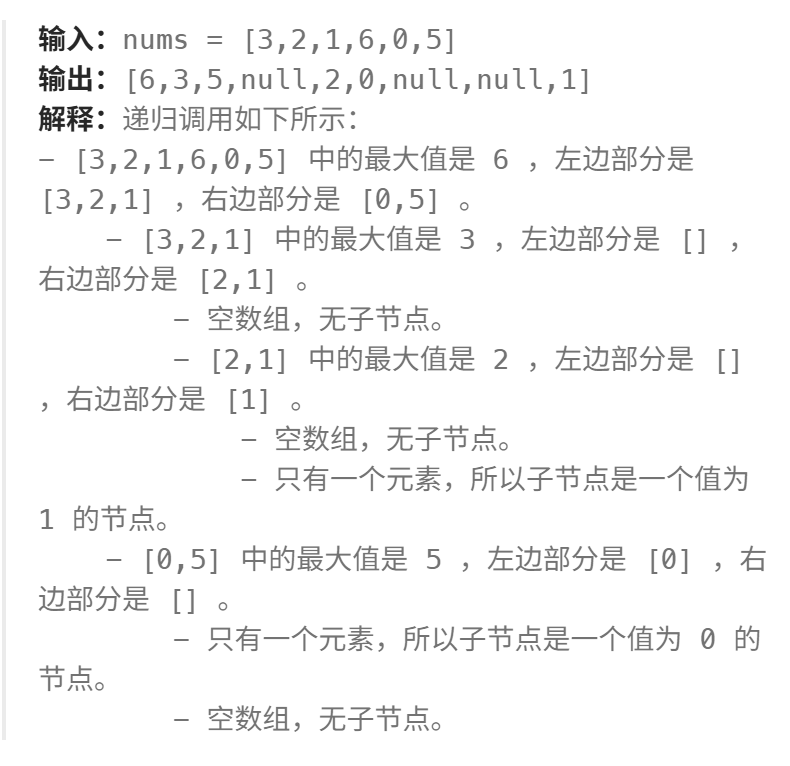 输入：nums = [3,2,1,6,0,5]
输出：[6,3,5,null,2,0,null,null,1]
解释：递归调用如下所示：
- [3,2,1,6,0,5] 中的最大值是 6 ，左边部分是
[3,2,1] ，右边部分是 [0,5] 。
    - [3,2,1] 中的最大值是 3 ，左边部分是 [] ，
右边部分是 [2,1] 。
        - 空数组，无子节点。
        - [2,1] 中的最大值是 2 ，左边部分是 []
，右边部分是 [1] 。
            - 空数组，无子节点。
            - 只有一个元素，所以子节点是一个值为
1 的节点。
    - [0,5] 中的最大值是 5 ，左边部分是 [0] ，右
边部分是 [] 。
        - 只有一个元素，所以子节点是一个值为 0 的
节点。
        - 空数组，无子节点。